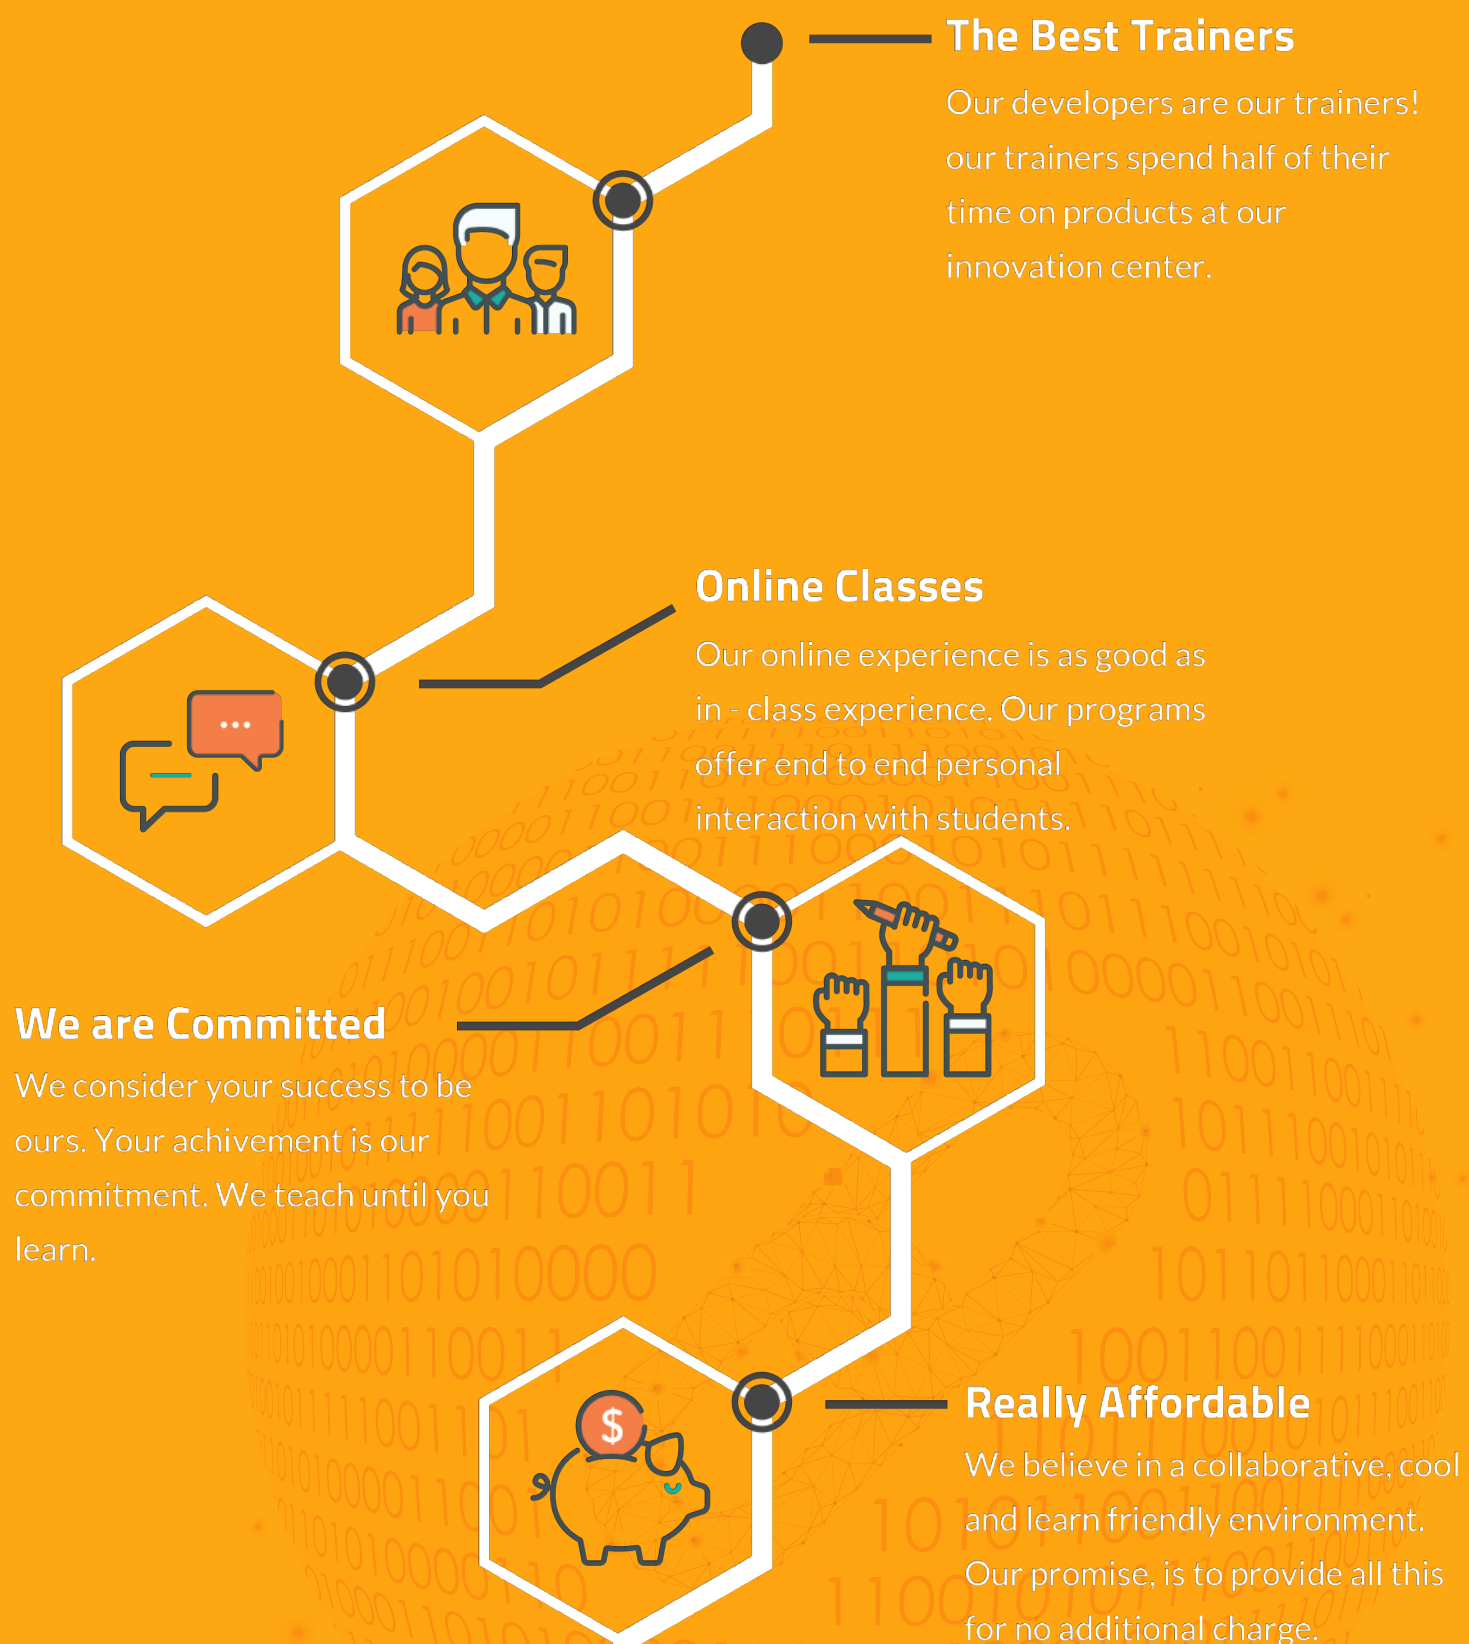 The Best Trainers
Our developers are our trainers!
our trainers spend half of their
time on products at our
innovation center.
Online Classes
Our online experience is as good as
in - class experience. Our programs
offer end to end personal
interaction with students.
We are Committed
We consider your success to be
ours. Your achivement is our
commitment. We teach until you
learn.
$
Really Affordable
We believe in a collaborative, cool
and learn friendly environment.
Our promise, is to provide all this
for no additional charge.